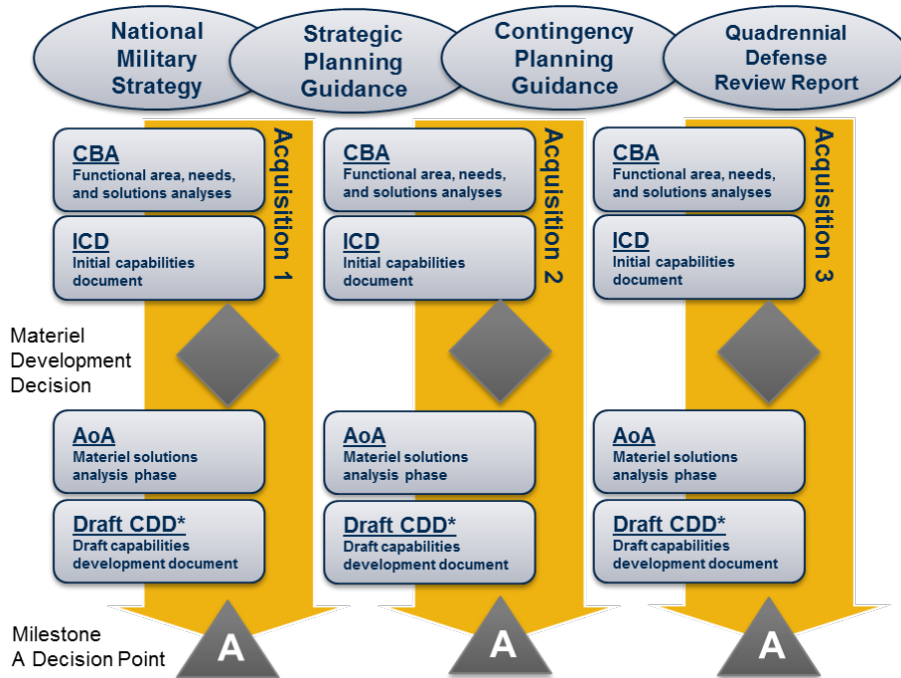 National
Military
Strategy
Strategic
Planning
Guidance
Contingency
Planning
Guidance
Quadrennial
Defense
Review Report
Acquisition 1
CBA
Functional area, needs,
and solutions analyses
ICD
Initial capabilities
document
Acquisition 2
CBA
Functional area, needs,
and solutions analyses
ICD
Initial capabilities
document
Acquisition 3
CBA
Functional area, needs,
and solutions analyses
ICD
Initial capabilities
document
Materiel
Development
Decision
AoA
Materiel solutions
analysis phase
Draft CDD*
Draft capabilities
development document
AoA
Materiel solutions
analysis phase
Draft CDD*
Draft capabilities
development document
AoA
Materiel solutions
analysis phase
Draft CDD*
Draft capabilities
development document
Milestone
A Decision Point
A
A
A